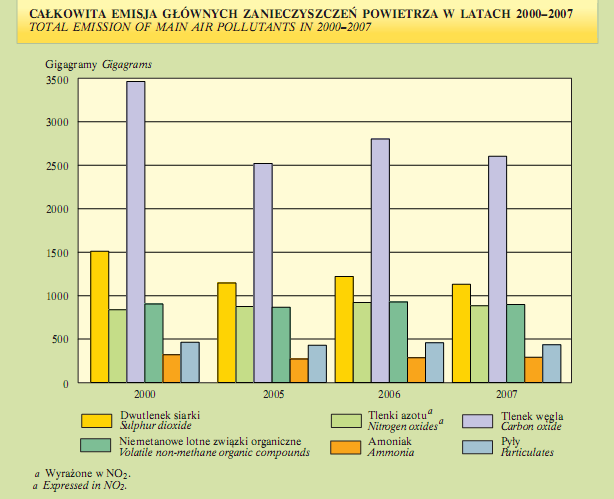 CAŁKOWITA EMISJA GŁÓWNYCH ZANIECZYSZCZEŃ POWIETRZA W LATACH 2000–2007
TOTAL EMISSION OF MAIN AIR POLLUTANTS IN 2000–2007
Gigagramy Gigagrams
3500
3000
2500
2000
1500
1000
500
0
2000 2005 2006 2007
Dwutlenek siarki
Sulphur dioxide
Tlenki azotu a
Nitrogen oxides a
Tlenek węgla
Carbon oxide
Niemetanowe lotne związki organiczne
Volatile non-methane organic compounds
Amoniak
Ammonia
Pyły
Particulates
a Wyrażone w NO2.
a Expressed in NO2.